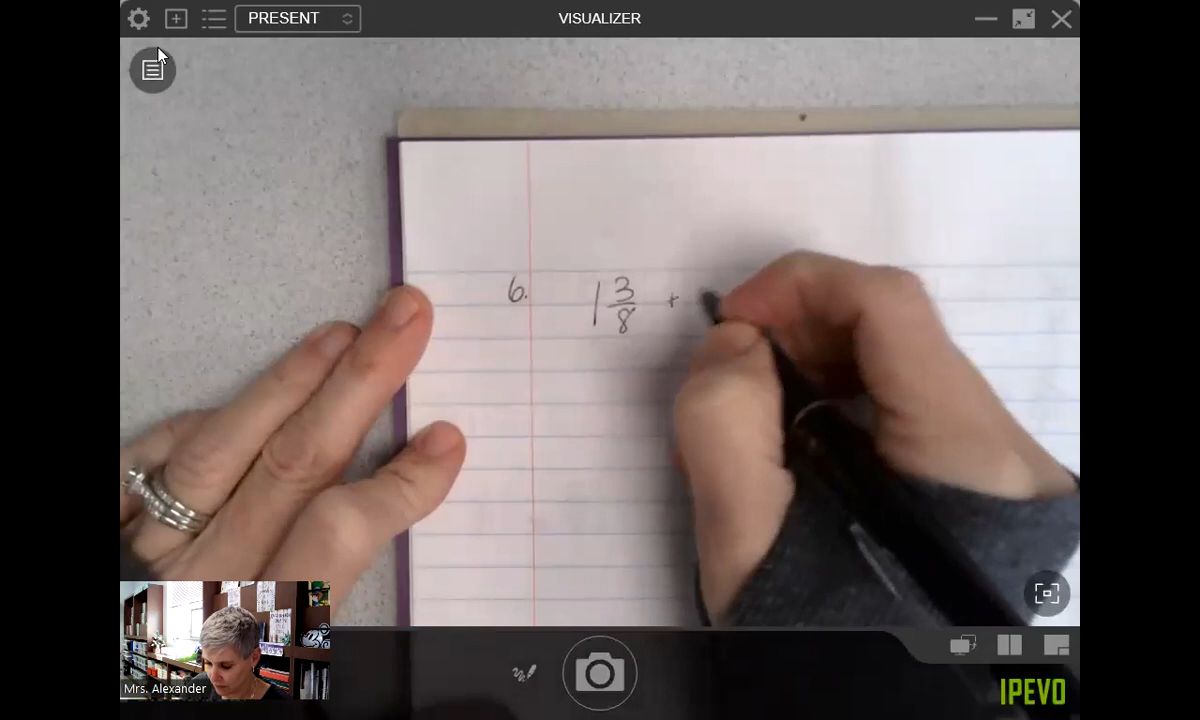 PRESENT
VISUALIZER
6. 1 3/8 +
Mrs. Alexander
IPEVO